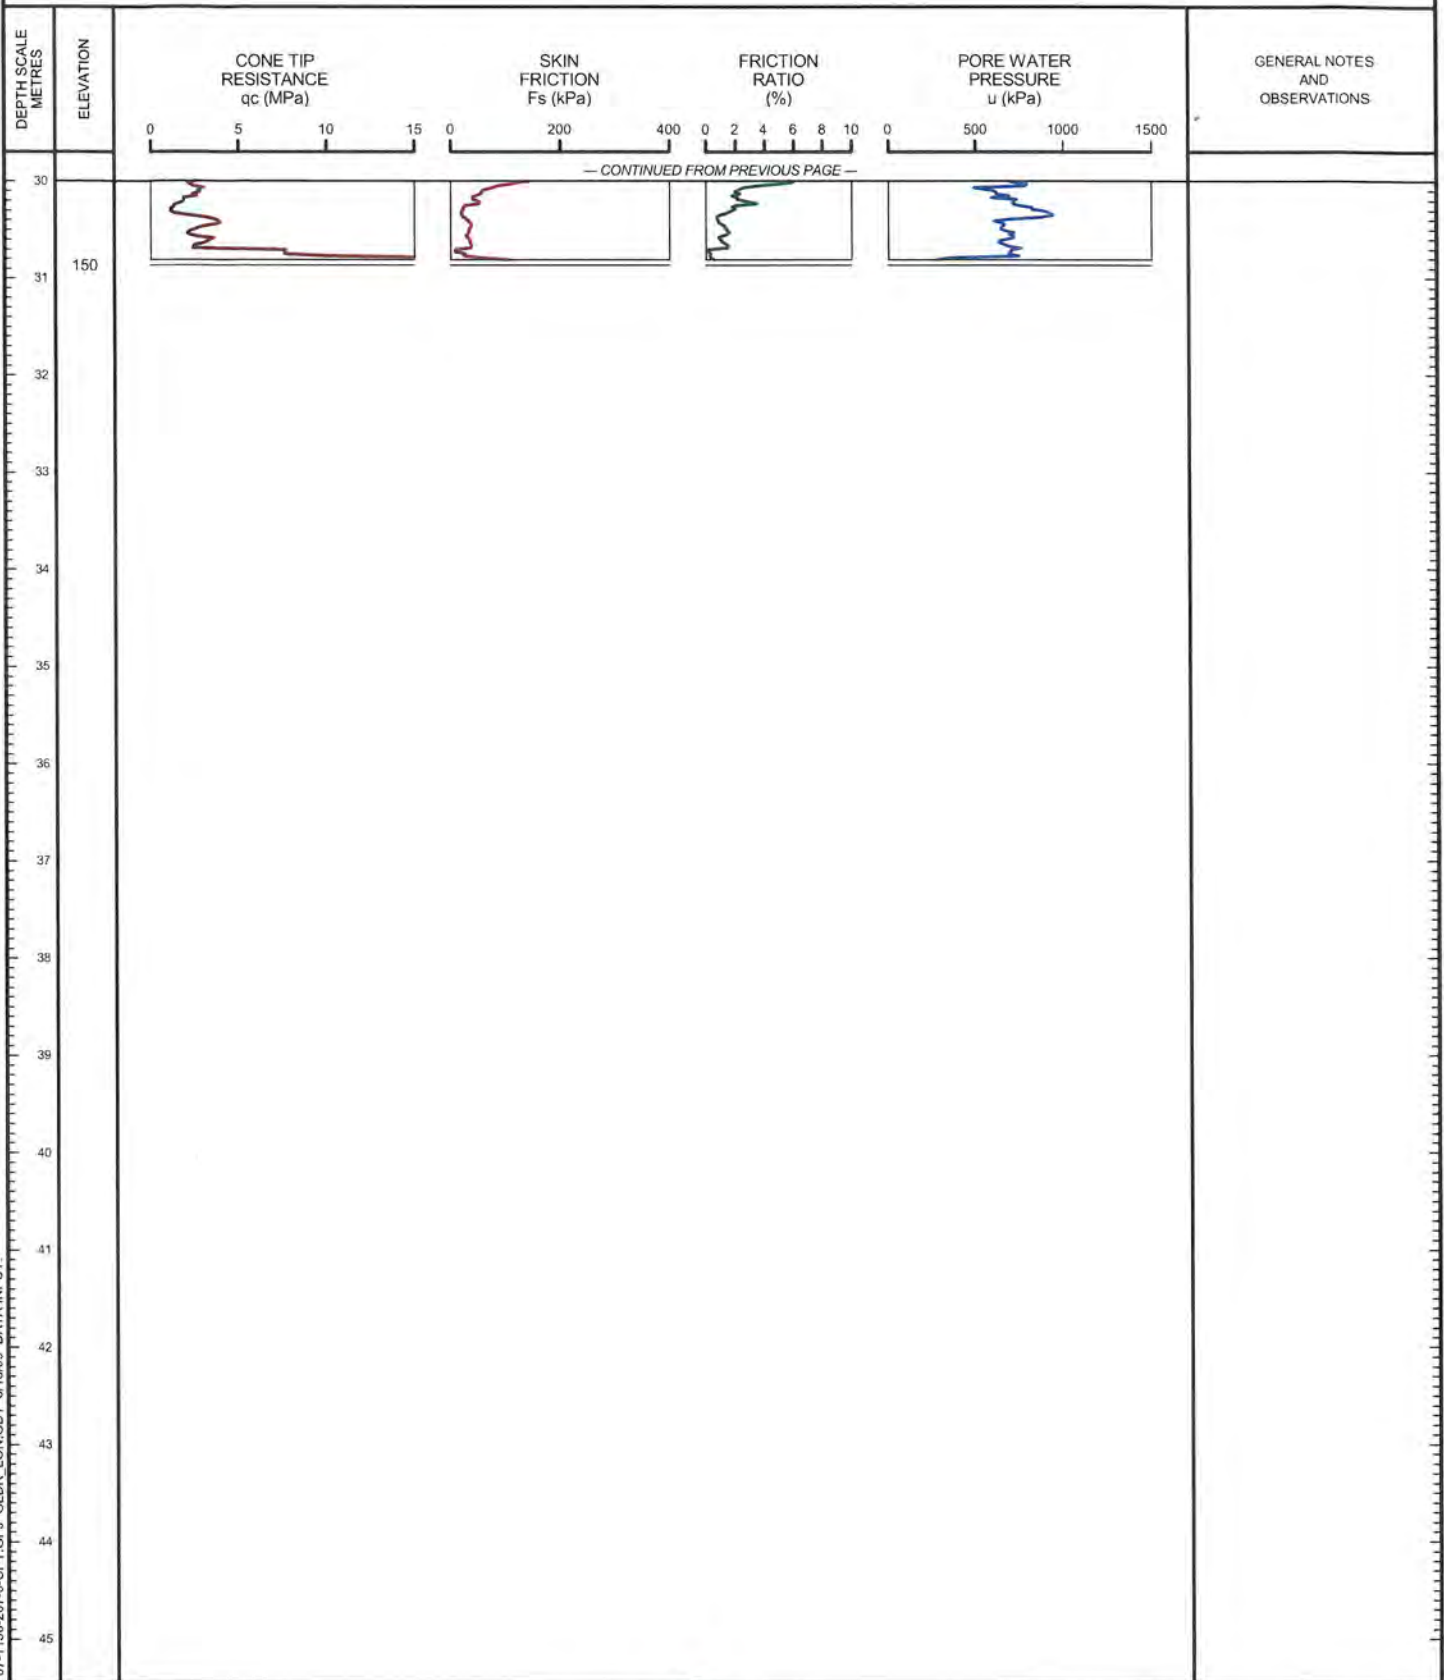 DEPTH SCALE
METRES
ELEVATION
CONE TIP
RESISTANCE
qc (MPa)
0 5 10 15
SKIN
FRICTION
Fs (kPa)
0 200 400
FRICTION
RATIO
(%)
0 2 4 6 8 10
PORE WATER
PRESSURE
u (kPa)
0 500 1000 1500
GENERAL NOTES
AND
OBSERVATIONS
— CONTINUED FROM PREVIOUS PAGE —
30
150
31
32
33
34
35
36
37
38
39
40
41
42
43
44
45